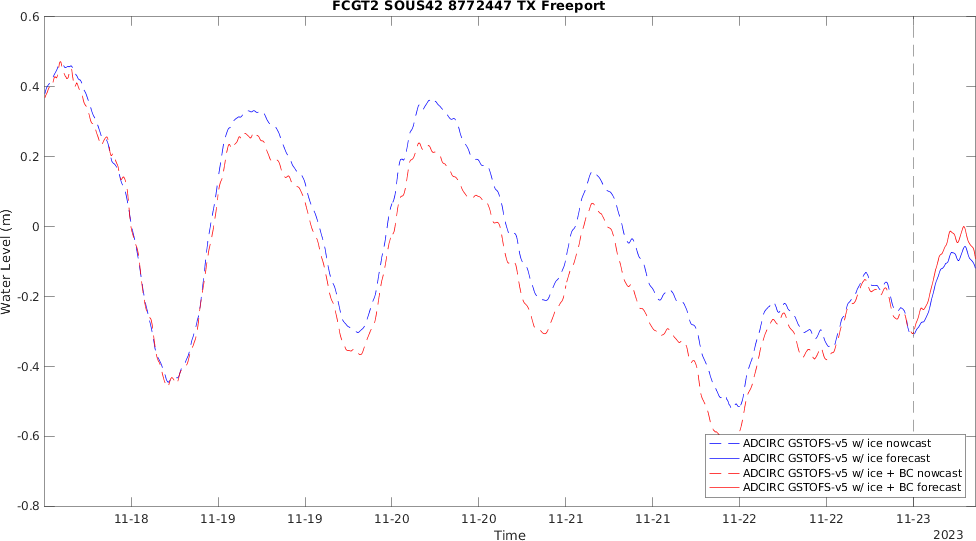 FCGT2 SOUS42 8772447 TX Freeport
0.6
0.4
0.2
0
-0.2
-0.4
-0.6
-0.8
Water Level (m)
ADCIRC GSTOFS-v5 w/ ice nowcast
ADCIRC GSTOFS-v5 w/ ice forecast
ADCIRC GSTOFS-v5 w/ ice + BC nowcast
ADCIRC GSTOFS-v5 w/ ice + BC forecast
11-18 11-19 11-19 11-20 11-20 11-21 11-21 11-22 11-22 11-23
Time
2023